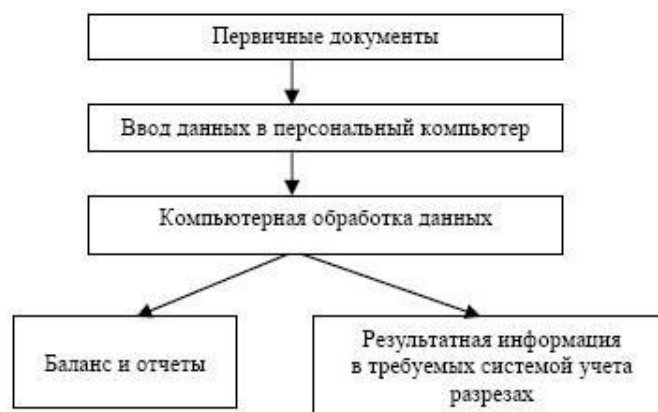 Первичные документы
Ввод данных в персональный компьютер
Компьютерная обработка данных
Баланс и отчеты
Результатная информация
в требуемых системой учета
разрезах